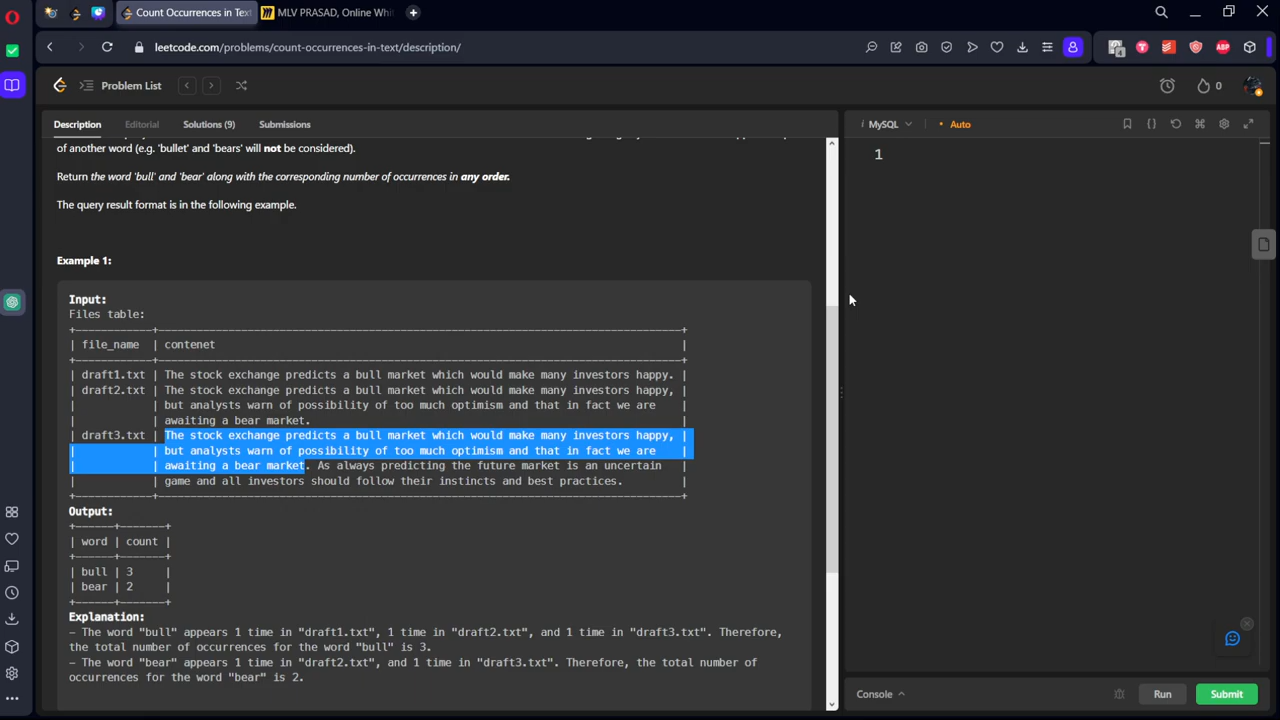 Count Occurrences in Tex
MLV PRASAD, Online Whi
leetcode.com/problems/count-occurrences-in-text/description/
Problem List
0
Description Editorial Solutions (9) Submissions
of another word (e.g. 'bullet' and 'bears' will not be considered).
Return the word 'bull' and 'bear' along with the corresponding number of occurrences in any order.
The query result format is in the following example.
Example 1:
Input:
Files table:
+-----------+----------------------------------------------------------------------------------+
| file_name | contenet |
+-----------+----------------------------------------------------------------------------------+
| draft1.txt | The stock exchange predicts a bull market which would make many investors happy. |
| draft2.txt | The stock exchange predicts a bull market which would make many investors happy, |
| | but analysts warn of possibility of too much optimism and that in fact we are |
| | awaiting a bear market. |
| draft3.txt | The stock exchange predicts a bull market which would make many investors happy, |
| | but analysts warn of possibility of too much optimism and that in fact we are |
| | awaiting a bear market. As always predicting the future market is an uncertain |
| | game and all investors should follow their instincts and best practices. |
+-----------+----------------------------------------------------------------------------------+
Output:
+------+-------+
| word | count |
+------+-------+
| bull | 3 |
| bear | 2 |
+------+-------+
Explanation:
- The word "bull" appears 1 time in "draft1.txt", 1 time in "draft2.txt", and 1 time in "draft3.txt". Therefore,
the total number of occurrences for the word "bull" is 3.
- The word "bear" appears 1 time in "draft2.txt", and 1 time in "draft3.txt". Therefore, the total number of
occurrences for the word "bear" is 2.
i MySQL • Auto
1
Console Run Submit